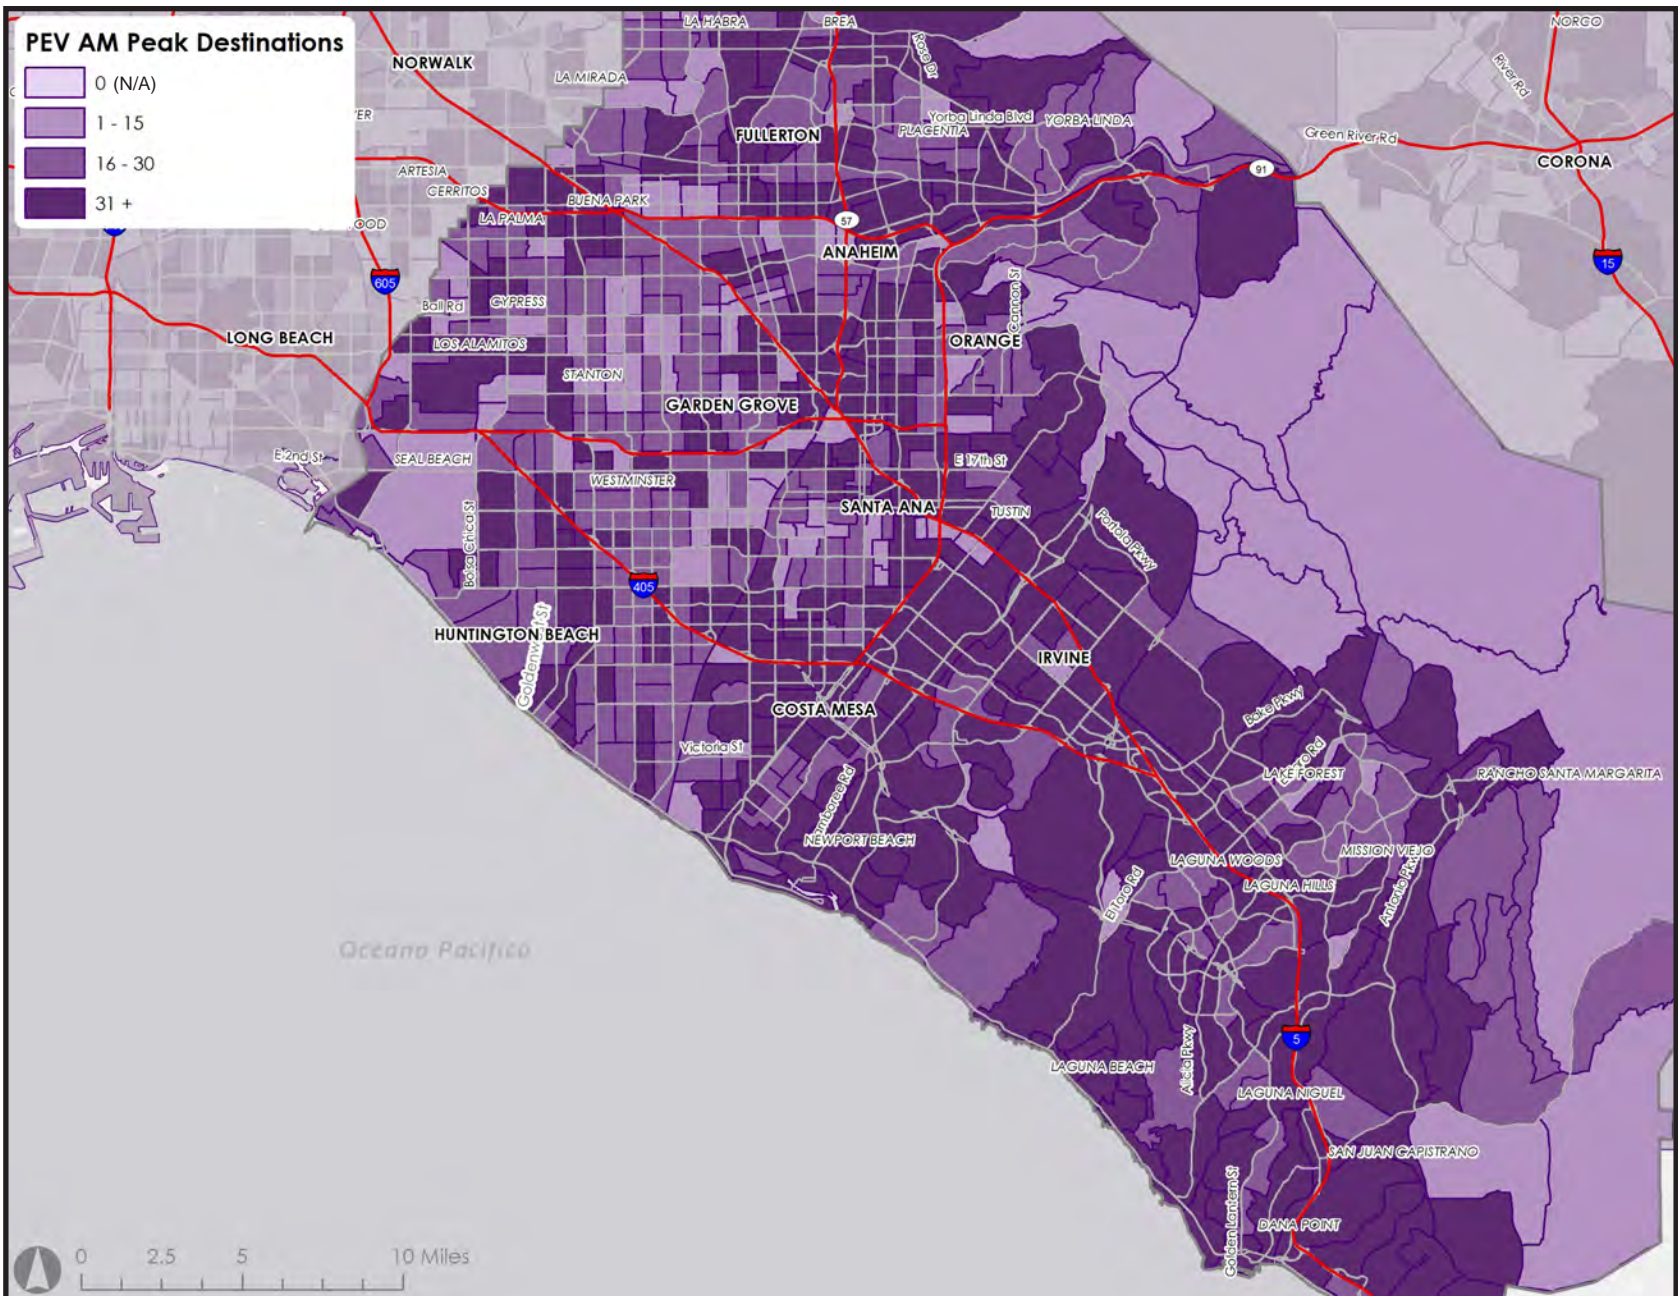 PEV AM Peak Destinations
0 (N/A)
1 - 15
16 - 30
31 +
LA HABRA
BREA
NORCO
NORWALK
LA MIRADA
Rose Dr
River Rd
FULLERTON
PLACENTIA
Yorba Linda Blvd
YORBA LINDA
Green River Rd
CORONA
ARTESIA
CERRITOS
BUENA PARK
LA PALMA
91
57
ANAHEIM
605
15
Ball Rd
CYPRESS
Cannon St
LONG BEACH
LOS ALAMITOS
ORANGE
STANTON
GARDEN GROVE
E 2nd St
SEAL BEACH
E 17th St
WESTMINSTER
SANTA ANA
TUSTIN
Portola Pkwy
Bolsa Chica St
405
HUNTINGTON BEACH
Goldenwest St
IRVINE
COSTA MESA
Bake Pkwy
Victoria St
LAKE FOREST
RANCHO SANTA MARGARITA
NEWPORT BEACH
LAGUNA WOODS
MISSION VIEJO
LAGUNA HILLS
El Toro Rd
Antonio Pkwy
Oceano Pacifico
5
LAGUNA BEACH
Alicia Pkwy
LAGUNA NIGUEL
SAN JUAN CAPISTRANO
Golden Lantern St
DANA POINT
0 2.5 5 10 Miles